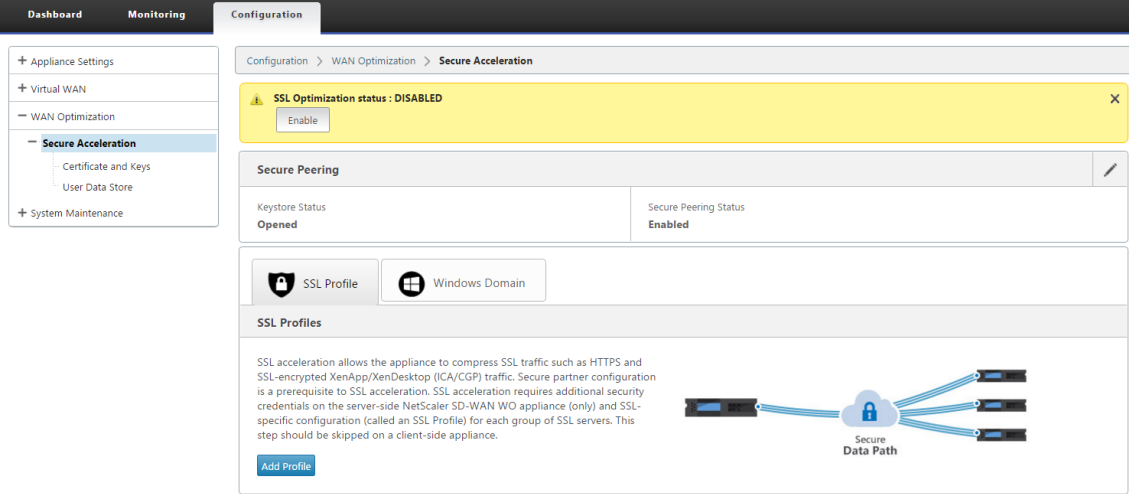 Dashboard Monitoring Configuration
+ Appliance Settings
+ Virtual WAN
− WAN Optimization
− Secure Acceleration
Certificate and Keys
User Data Store
+ System Maintenance
Configuration > WAN Optimization > Secure Acceleration
SSL Optimization status : DISABLED
Enable
Secure Peering
Keystore Status
Opened
Secure Peering Status
Enabled
SSL Profile
Windows Domain
SSL Profiles
SSL acceleration allows the appliance to compress SSL traffic such as HTTPS and
SSL-encrypted XenApp/XenDesktop (ICA/CGP) traffic. Secure partner configuration
is a prerequisite to SSL acceleration. SSL acceleration requires additional security
credentials on the server-side NetScaler SD-WAN WO appliance (only) and SSL-
specific configuration (called an SSL Profile) for each group of SSL servers. This
step should be skipped on a client-side appliance.
Add Profile
Secure
Data Path